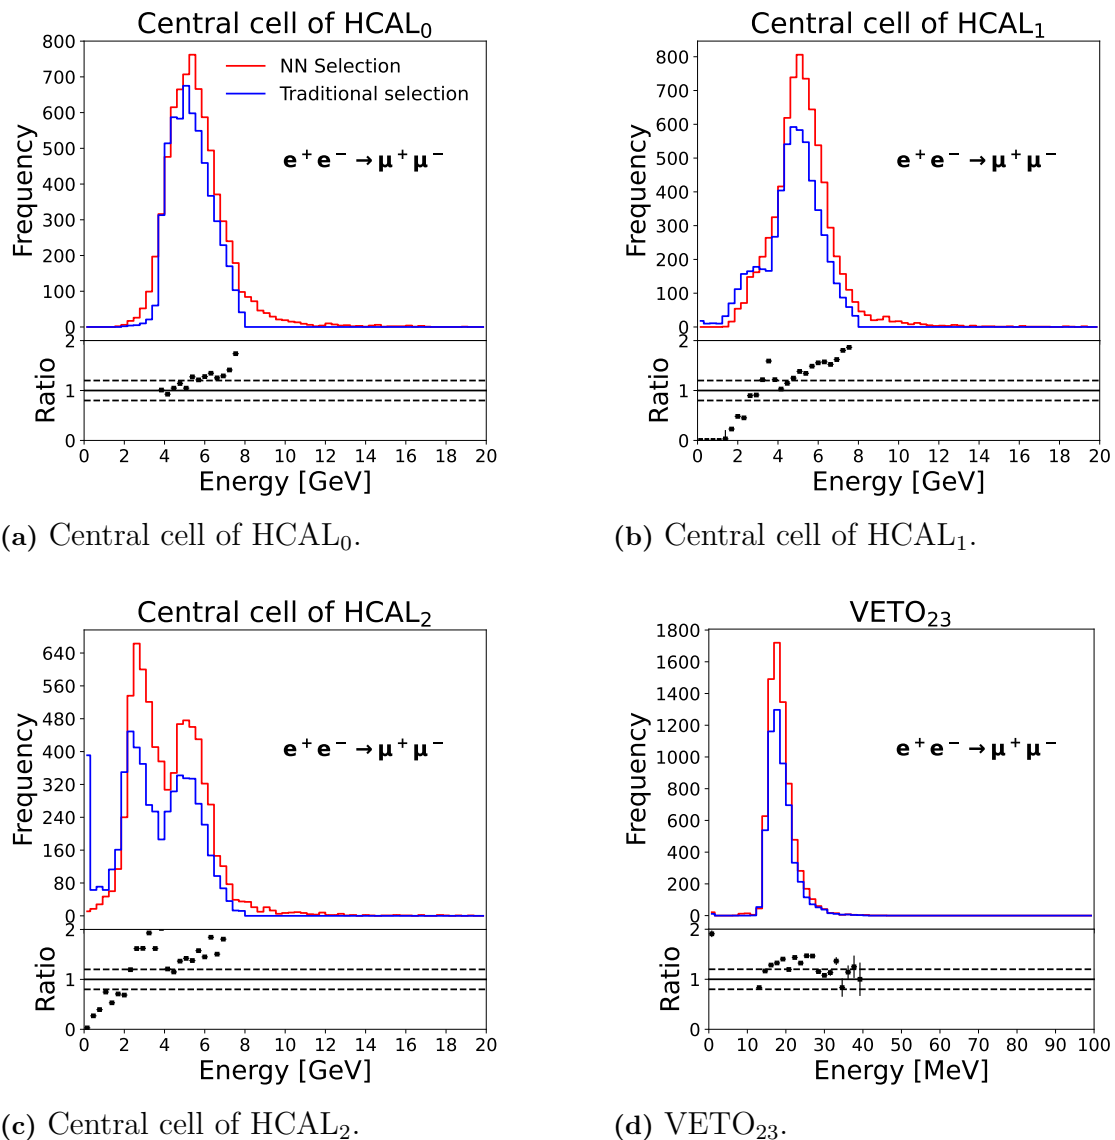 Central cell of HCAL₀
Frequency
800
700
600
500
400
300
200
100
0
NN Selection
Traditional selection
e⁺e⁻ → μ⁺μ⁻
Ratio
2
1
0
0 2 4 6 8 10 12 14 16 18 20
Energy [GeV]
(a) Central cell of HCAL₀.
Central cell of HCAL₁
Frequency
800
700
600
500
400
300
200
100
0
e⁺e⁻ → μ⁺μ⁻
Ratio
2
1
0
0 2 4 6 8 10 12 14 16 18 20
Energy [GeV]
(b) Central cell of HCAL₁.
Central cell of HCAL₂
Frequency
640
560
480
400
320
240
160
80
0
e⁺e⁻ → μ⁺μ⁻
Ratio
2
1
0
0 2 4 6 8 10 12 14 16 18 20
Energy [GeV]
(c) Central cell of HCAL₂.
VETO₂₃
Frequency
1800
1600
1400
1200
1000
800
600
400
200
0
e⁺e⁻ → μ⁺μ⁻
Ratio
2
1
0
0 10 20 30 40 50 60 70 80 90 100
Energy [MeV]
(d) VETO₂₃.